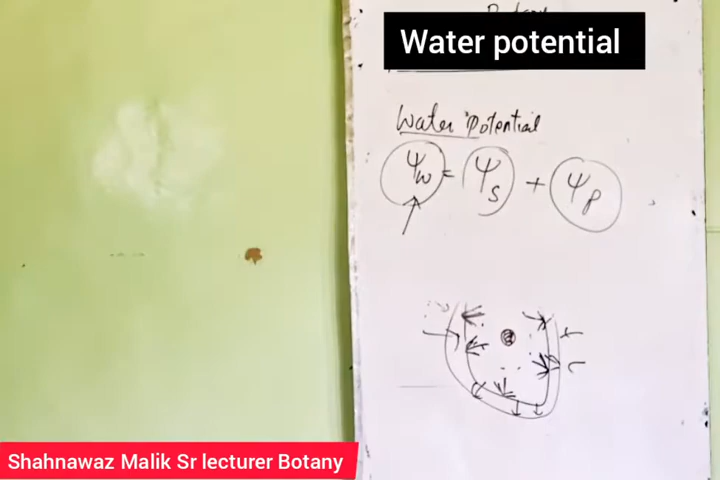 Water potential
Water Potential
Ψw = Ψs + Ψp
Shahnawaz Malik Sr lecturer Botany